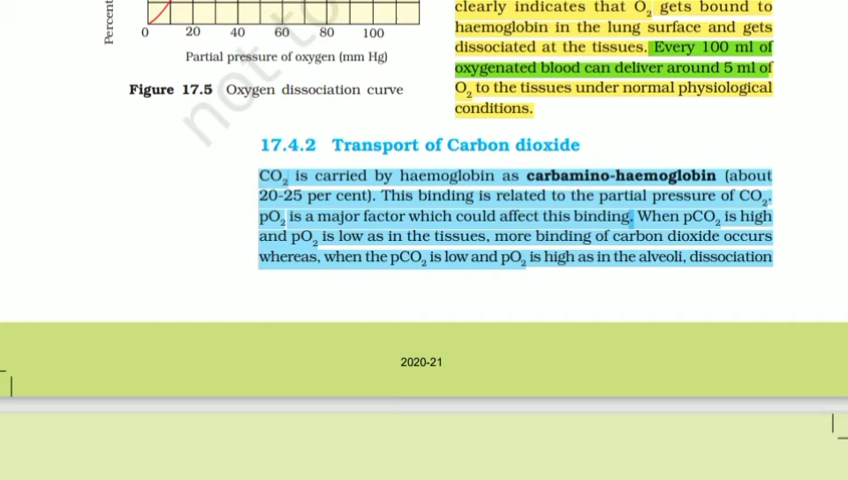 Percent
0 20 40 60 80 100
Partial pressure of oxygen (mm Hg)
Figure 17.5 Oxygen dissociation curve
not to
clearly indicates that O₂ gets bound to
haemoglobin in the lung surface and gets
dissociated at the tissues. Every 100 ml of
oxygenated blood can deliver around 5 ml of
O₂ to the tissues under normal physiological
conditions.
17.4.2 Transport of Carbon dioxide
CO₂ is carried by haemoglobin as carbamino-haemoglobin (about
20-25 per cent). This binding is related to the partial pressure of CO₂.
pO₂ is a major factor which could affect this binding. When pCO₂ is high
and pO₂ is low as in the tissues, more binding of carbon dioxide occurs
whereas, when the pCO₂ is low and pO₂ is high as in the alveoli, dissociation
2020-21